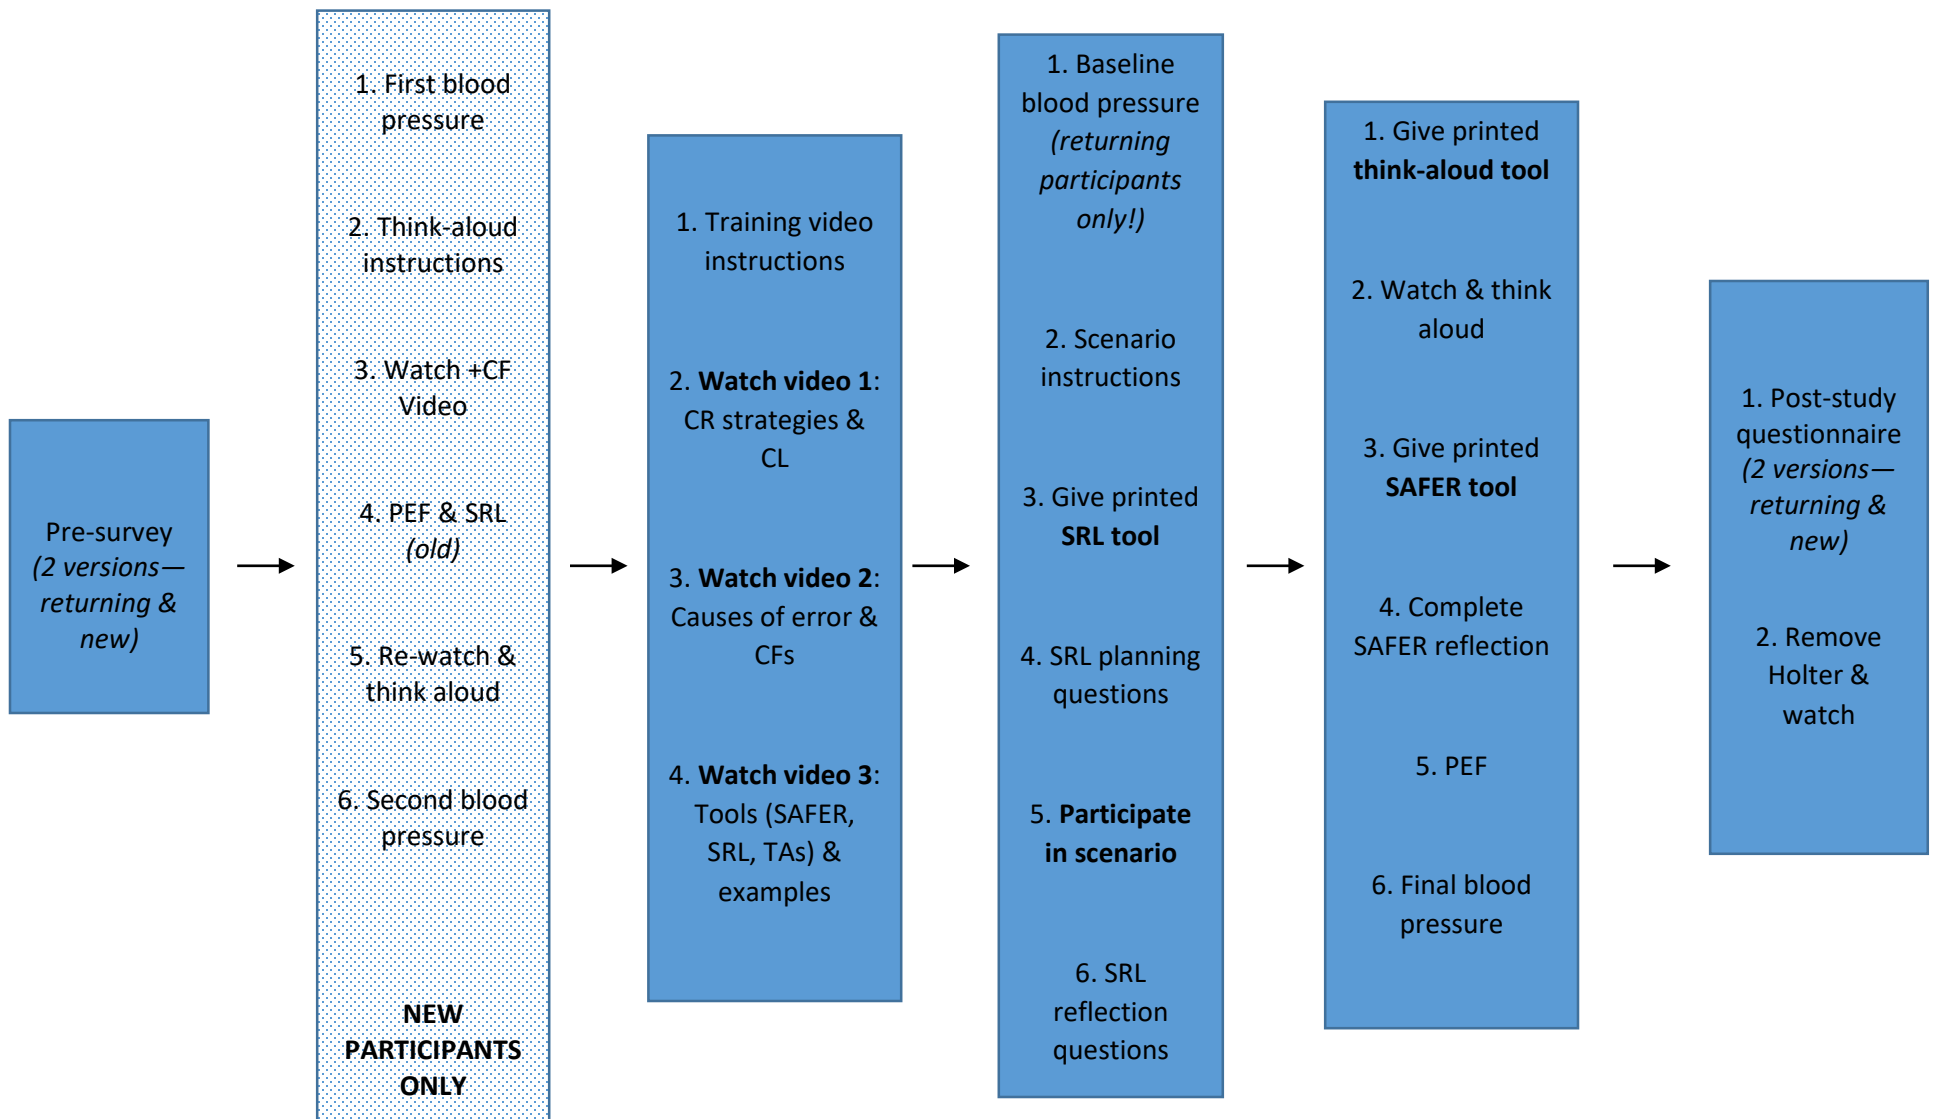 Pre-survey
(2 versions—
returning &
new)
1. First blood
pressure
2. Think-aloud
instructions
3. Watch +CF
Video
4. PEF & SRL
(old)
5. Re-watch &
think aloud
6. Second blood
pressure
NEW
PARTICIPANTS
ONLY
1. Training video
instructions
2. Watch video 1:
CR strategies &
CL
3. Watch video 2:
Causes of error &
CFs
4. Watch video 3:
Tools (SAFER,
SRL, TAs) &
examples
1. Baseline
blood pressure
(returning
participants
only!)
2. Scenario
instructions
3. Give printed
SRL tool
4. SRL planning
questions
5. Participate
in scenario
6. SRL
reflection
questions
1. Give printed
think-aloud tool
2. Watch & think
aloud
3. Give printed
SAFER tool
4. Complete
SAFER reflection
5. PEF
6. Final blood
pressure
1. Post-study
questionnaire
(2 versions—
returning &
new)
2. Remove
Holter &
watch